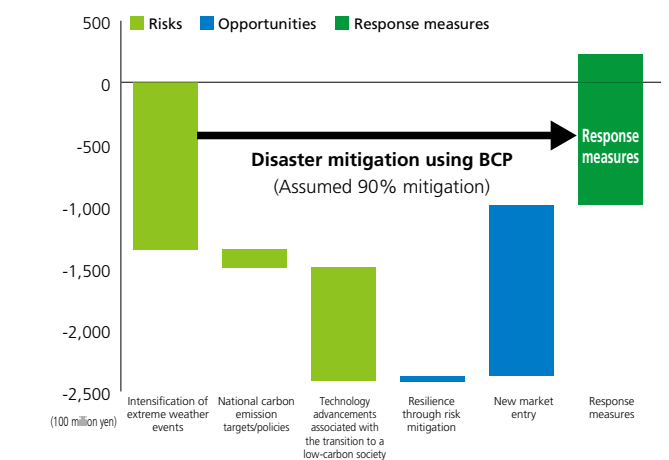 500
Risks
Opportunities
Response measures
0
-500
-1,000
-1,500
-2,000
-2,500
(100 million yen)
Disaster mitigation using BCP
(Assumed 90% mitigation)
Response
measures
Intensification of
extreme weather
events
National carbon
emission
targets/policies
Technology
advancements
associated with
the transition to a
low-carbon society
Resilience
through risk
mitigation
New market
entry
Response
measures